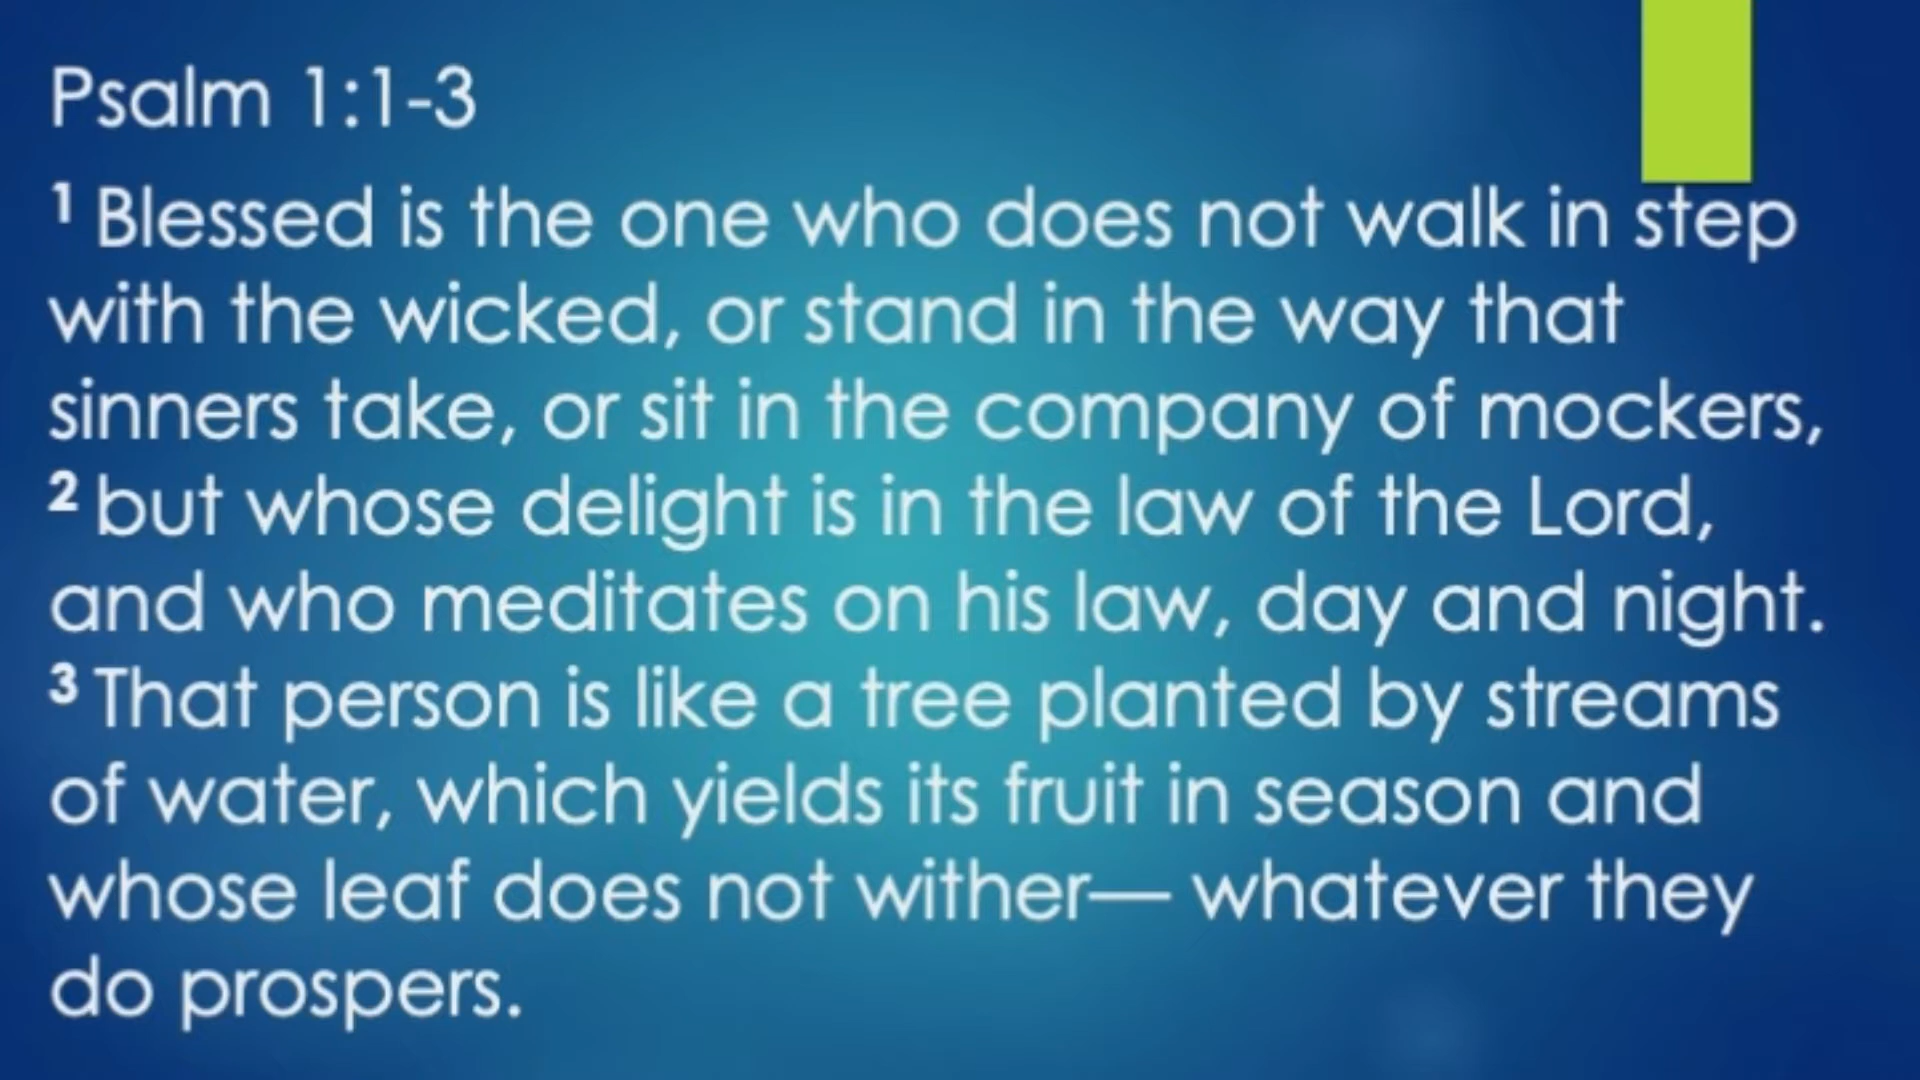 Psalm 1:1-3
1 Blessed is the one who does not walk in step
with the wicked, or stand in the way that
sinners take, or sit in the company of mockers,
2 but whose delight is in the law of the Lord,
and who meditates on his law, day and night.
3 That person is like a tree planted by streams
of water, which yields its fruit in season and
whose leaf does not wither— whatever they
do prospers.